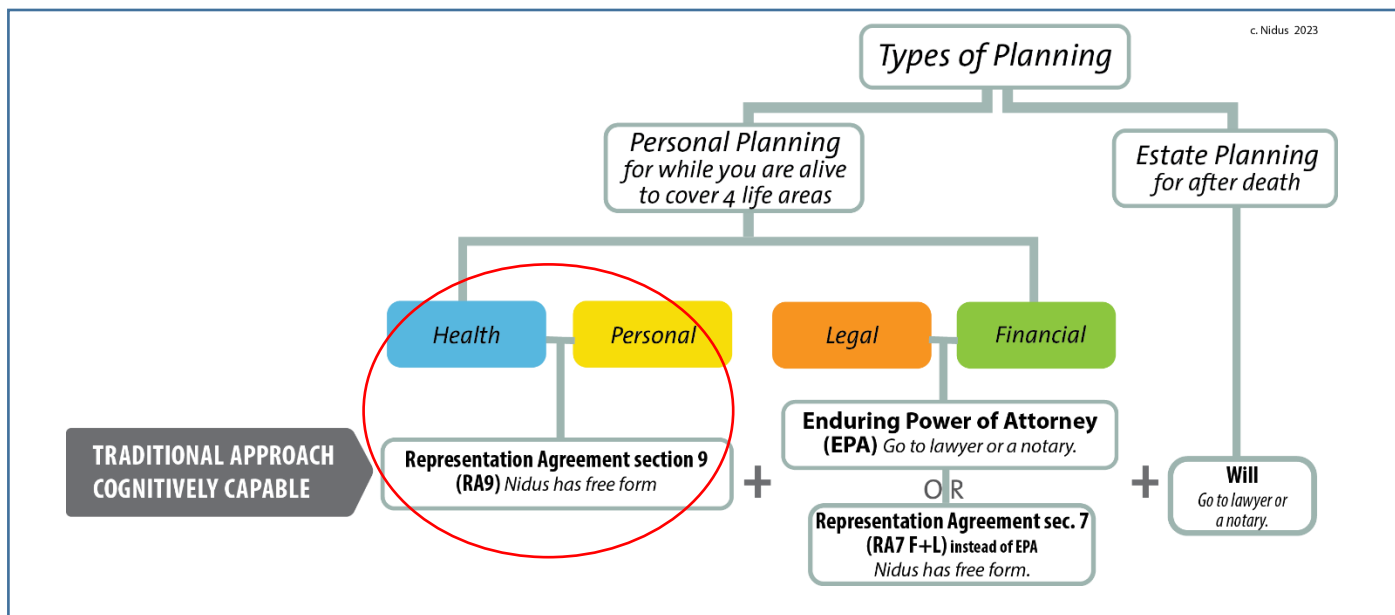 c. Nidus 2023
Types of Planning
Personal Planning
for while you are alive
to cover 4 life areas
Estate Planning
for after death
Health
Personal
Legal
Financial
TRADITIONAL APPROACH
COGNITIVELY CAPABLE
Representation Agreement section 9
(RA9) Nidus has free form
+
Enduring Power of Attorney
(EPA) Go to lawyer or a notary.
OR
Representation Agreement sec. 7
(RA7 F+L) instead of EPA
Nidus has free form.
+
Will
Go to lawyer or
a notary.